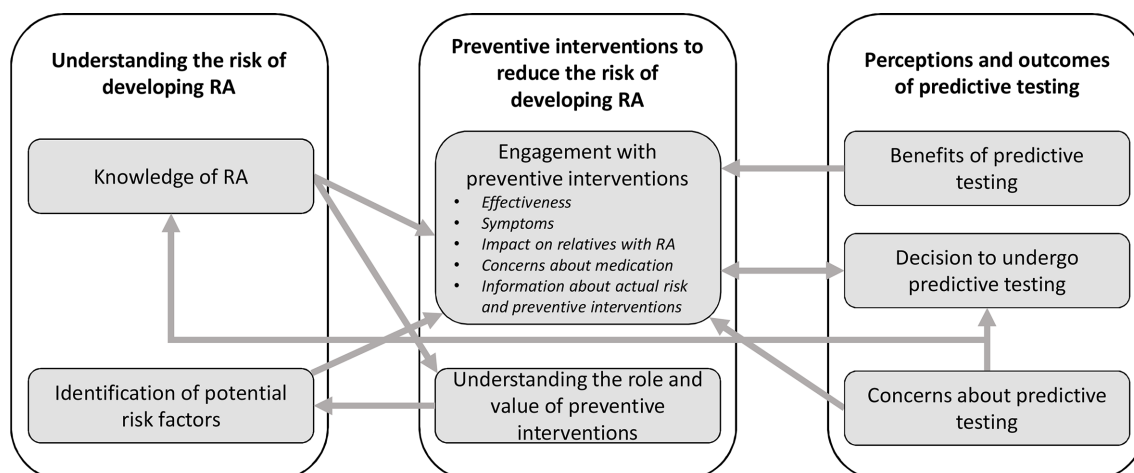 Understanding the risk of
developing RA
Knowledge of RA
Identification of potential
risk factors
Preventive interventions to
reduce the risk of
developing RA
Engagement with
preventive interventions
• Effectiveness
• Symptoms
• Impact on relatives with RA
• Concerns about medication
• Information about actual risk
and preventive interventions
Understanding the role and
value of preventive
interventions
Perceptions and outcomes
of predictive testing
Benefits of predictive
testing
Decision to undergo
predictive testing
Concerns about predictive
testing